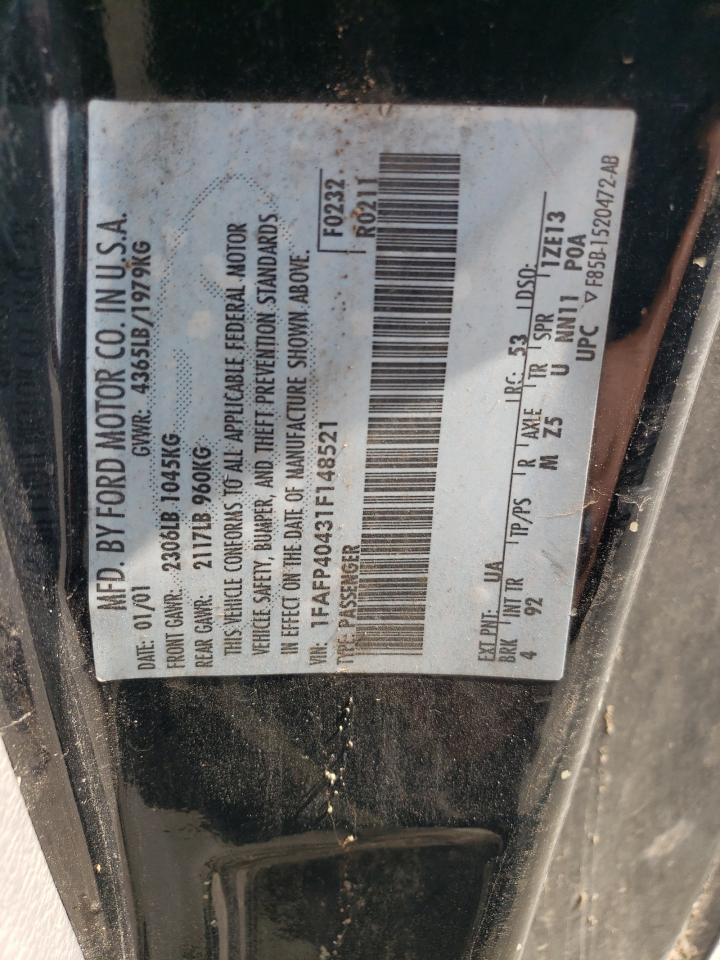 MFD. BY FORD MOTOR CO. IN U.S.A.
DATE: 01/01 GVWR: 4365LB/1979KG
FRONT GAWR: 2306LB 1045KG
REAR GAWR: 2117LB 960KG
THIS VEHICLE CONFORMS TO ALL APPLICABLE FEDERAL MOTOR
VEHICLE SAFETY, BUMPER, AND THEFT PREVENTION STANDARDS
IN EFFECT ON THE DATE OF MANUFACTURE SHOWN ABOVE.
VIN: 1FAFP40431F148521 F0232
TYPE: PASSENGER R0211
EXT PNT: UA RC: 53 DSO:
BRK INT TR TP/PS R AXLE TR SPR 1ZE13
4 92 M Z5 U NN11 POA
UPC ▽ F85B-1520472-AB